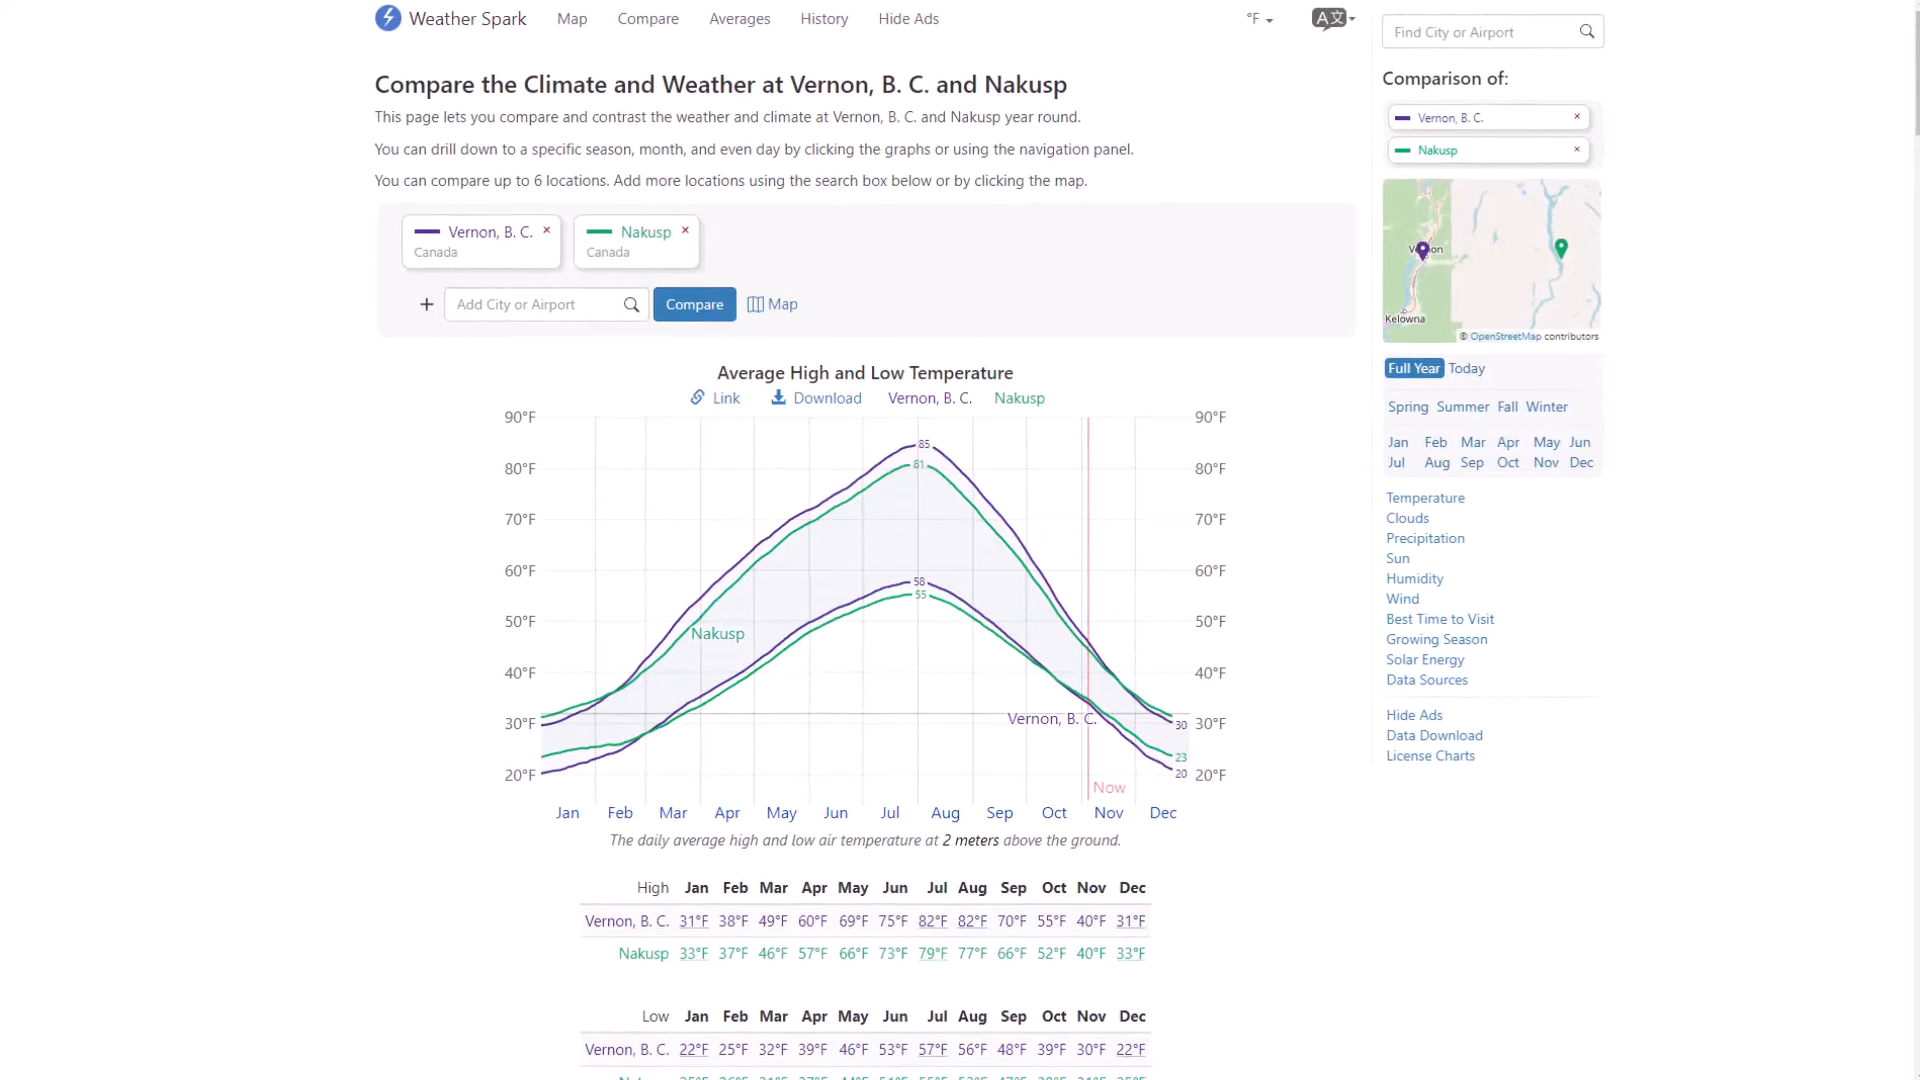 Weather Spark Map Compare Averages History Hide Ads °F A文
Compare the Climate and Weather at Vernon, B. C. and Nakusp
This page lets you compare and contrast the weather and climate at Vernon, B. C. and Nakusp year round.
You can drill down to a specific season, month, and even day by clicking the graphs or using the navigation panel.
You can compare up to 6 locations. Add more locations using the search box below or by clicking the map.
Vernon, B. C. × Nakusp ×
Canada Canada
+ Add City or Airport Compare Map
Average High and Low Temperature
Link Download Vernon, B. C. Nakusp
90°F 90°F
85
81
80°F 80°F
70°F 70°F
60°F 60°F
58
55
50°F 50°F
Nakusp
40°F 40°F
Vernon, B. C.
30°F 30 30°F
23
20°F 20 20°F
Now
Jan Feb Mar Apr May Jun Jul Aug Sep Oct Nov Dec
The daily average high and low air temperature at 2 meters above the ground.
High Jan Feb Mar Apr May Jun Jul Aug Sep Oct Nov Dec
Vernon, B. C. 31°F 38°F 49°F 60°F 69°F 75°F 82°F 82°F 70°F 55°F 40°F 31°F
Nakusp 33°F 37°F 46°F 57°F 66°F 73°F 79°F 77°F 66°F 52°F 40°F 33°F
Low Jan Feb Mar Apr May Jun Jul Aug Sep Oct Nov Dec
Vernon, B. C. 22°F 25°F 32°F 39°F 46°F 53°F 57°F 56°F 48°F 39°F 30°F 22°F
Find City or Airport
Comparison of:
Vernon, B. C. ×
Nakusp ×
Kelowna
© OpenStreetMap contributors
Full Year Today
Spring Summer Fall Winter
Jan Feb Mar Apr May Jun
Jul Aug Sep Oct Nov Dec
Temperature
Clouds
Precipitation
Sun
Humidity
Wind
Best Time to Visit
Growing Season
Solar Energy
Data Sources
Hide Ads
Data Download
License Charts